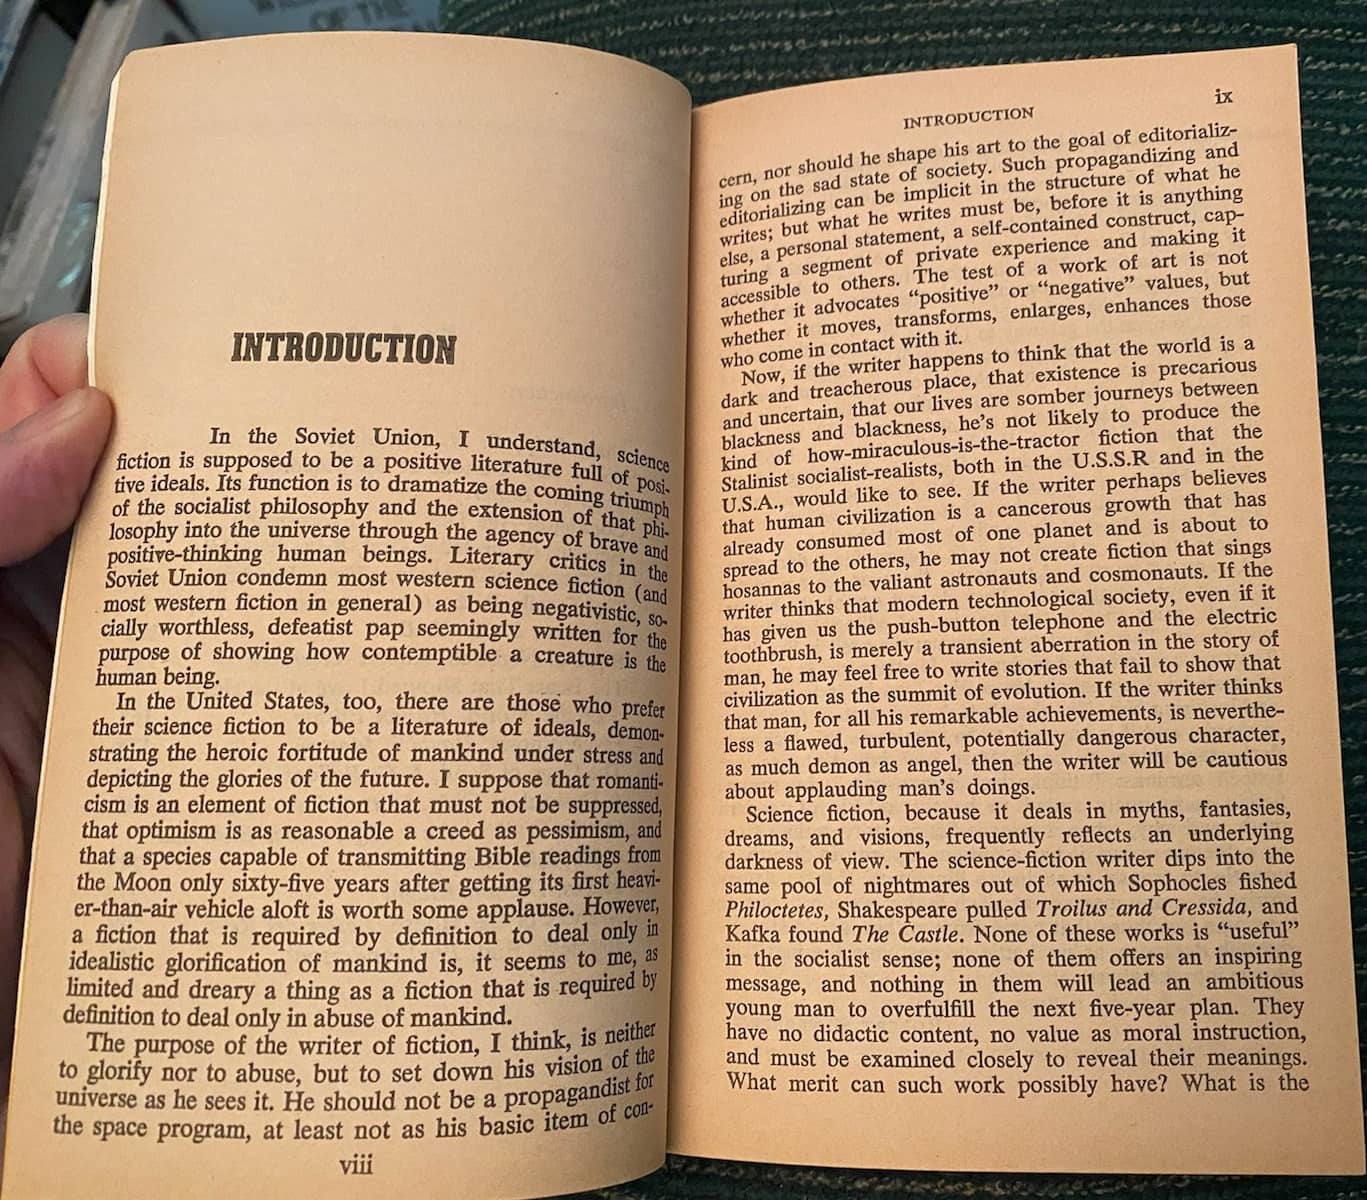 OF THE
INTRODUCTION
In the Soviet Union, I understand, science
fiction is supposed to be a positive literature full of posi-
tive ideals. Its function is to dramatize the coming triumph
of the socialist philosophy and the extension of that phi-
losophy into the universe through the agency of brave and
positive-thinking human beings. Literary critics in the
Soviet Union condemn most western science fiction (and
most western fiction in general) as being negativistic, so-
cially worthless, defeatist pap seemingly written for the
purpose of showing how contemptible a creature is the
human being.
In the United States, too, there are those who prefer
their science fiction to be a literature of ideals, demon-
strating the heroic fortitude of mankind under stress and
depicting the glories of the future. I suppose that romanti-
cism is an element of fiction that must not be suppressed,
that optimism is as reasonable a creed as pessimism, and
that a species capable of transmitting Bible readings from
the Moon only sixty-five years after getting its first heavi-
er-than-air vehicle aloft is worth some applause. However,
a fiction that is required by definition to deal only in
idealistic glorification of mankind is, it seems to me, as
limited and dreary a thing as a fiction that is required by
definition to deal only in abuse of mankind.
The purpose of the writer of fiction, I think, is neither
to glorify nor to abuse, but to set down his vision of the
universe as he sees it. He should not be a propagandist for
the space program, at least not as his basic item of con-
viii
INTRODUCTION ix
cern, nor should he shape his art to the goal of editorializ-
ing on the sad state of society. Such propagandizing and
editorializing can be implicit in the structure of what he
writes; but what he writes must be, before it is anything
else, a personal statement, a self-contained construct, cap-
turing a segment of private experience and making it
accessible to others. The test of a work of art is not
whether it advocates “positive” or “negative” values, but
whether it moves, transforms, enlarges, enhances those
who come in contact with it.
Now, if the writer happens to think that the world is a
dark and treacherous place, that existence is precarious
and uncertain, that our lives are somber journeys between
blackness and blackness, he’s not likely to produce the
kind of how-miraculous-is-the-tractor fiction that the
Stalinist socialist-realists, both in the U.S.S.R and in the
U.S.A., would like to see. If the writer perhaps believes
that human civilization is a cancerous growth that has
already consumed most of one planet and is about to
spread to the others, he may not create fiction that sings
hosannas to the valiant astronauts and cosmonauts. If the
writer thinks that modern technological society, even if it
has given us the push-button telephone and the electric
toothbrush, is merely a transient aberration in the story of
man, he may feel free to write stories that fail to show that
civilization as the summit of evolution. If the writer thinks
that man, for all his remarkable achievements, is neverthe-
less a flawed, turbulent, potentially dangerous character,
as much demon as angel, then the writer will be cautious
about applauding man’s doings.
Science fiction, because it deals in myths, fantasies,
dreams, and visions, frequently reflects an underlying
darkness of view. The science-fiction writer dips into the
same pool of nightmares out of which Sophocles fished
Philoctetes, Shakespeare pulled Troilus and Cressida, and
Kafka found The Castle. None of these works is “useful”
in the socialist sense; none of them offers an inspiring
message, and nothing in them will lead an ambitious
young man to overfulfill the next five-year plan. They
have no didactic content, no value as moral instruction,
and must be examined closely to reveal their meanings.
What merit can such work possibly have? What is the